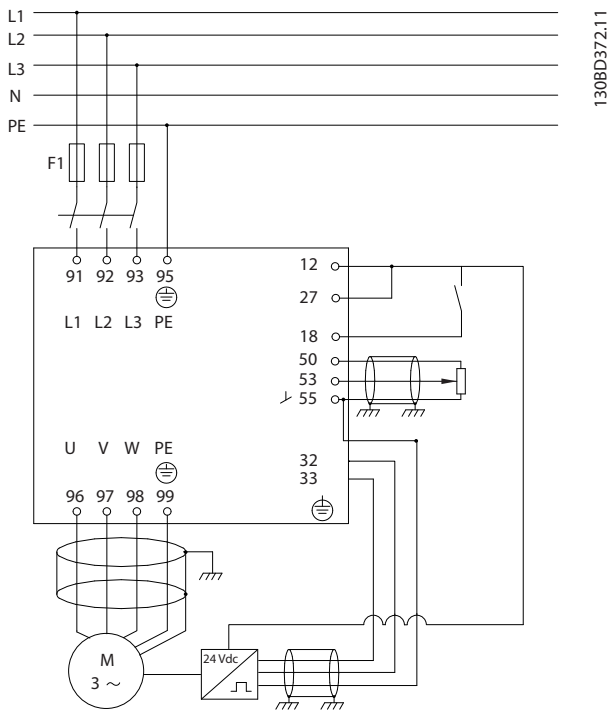 L1
L2
L3
N
PE
130BD372.11
F1
91 92 93 95
L1 L2 L3 PE
12
27
18
50
53
55
U V W PE
32
33
96 97 98 99
M
3 ~
24 Vdc